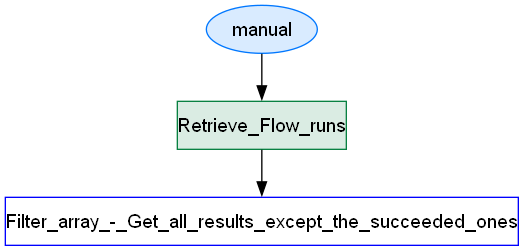 manual
Retrieve_Flow_runs
Filter_array_-_Get_all_results_except_the_succeeded_ones